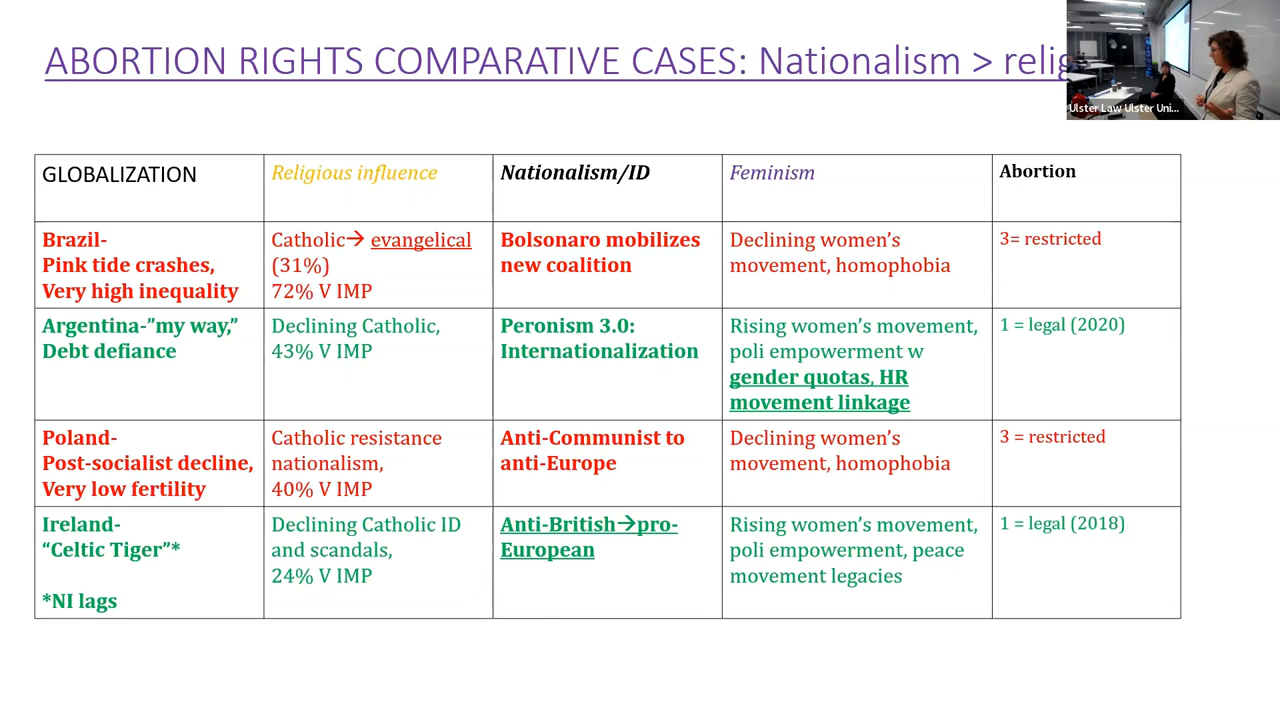 ABORTION RIGHTS COMPARATIVE CASES: Nationalism > relig
Ulster Law Ulster Uni...
GLOBALIZATION
Religious influence
Nationalism/ID
Feminism
Abortion
Brazil-
Pink tide crashes,
Very high inequality
Catholic→ evangelical
(31%)
72% V IMP
Bolsonaro mobilizes
new coalition
Declining women’s
movement, homophobia
3= restricted
Argentina-”my way,”
Debt defiance
Declining Catholic,
43% V IMP
Peronism 3.0:
Internationalization
Rising women’s movement,
poli empowerment w
gender quotas, HR
movement linkage
1 = legal (2020)
Poland-
Post-socialist decline,
Very low fertility
Catholic resistance
nationalism,
40% V IMP
Anti-Communist to
anti-Europe
Declining women’s
movement, homophobia
3 = restricted
Ireland-
“Celtic Tiger”*
*NI lags
Declining Catholic ID
and scandals,
24% V IMP
Anti-British→pro-
European
Rising women’s movement,
poli empowerment, peace
movement legacies
1 = legal (2018)